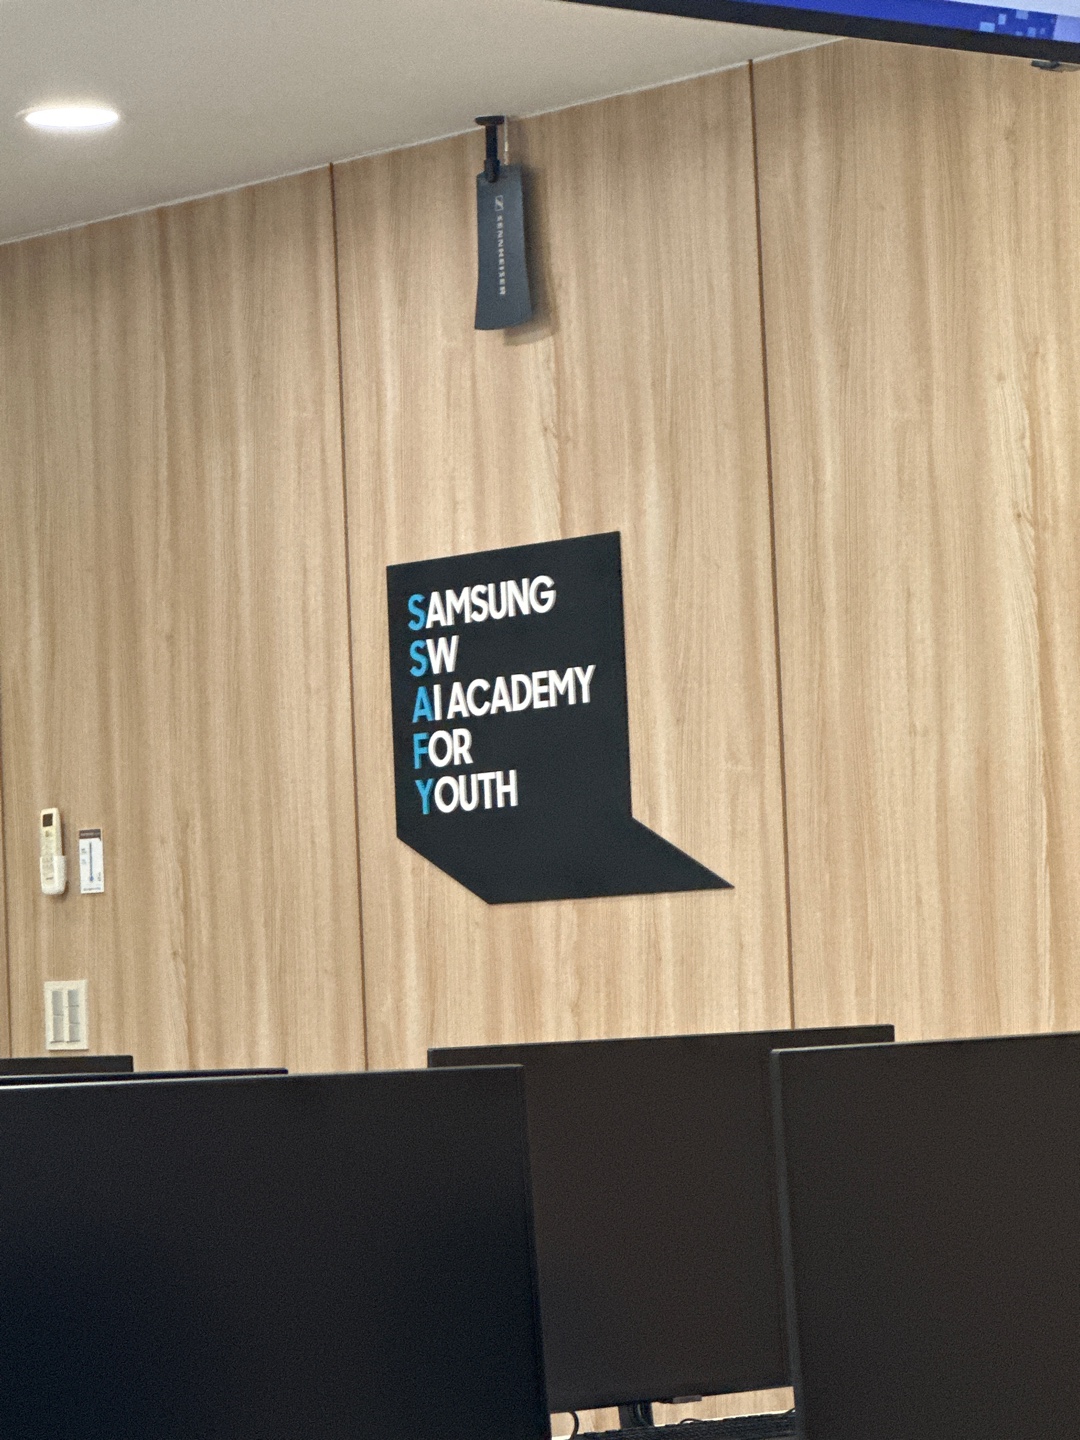 SENNHEISER
SAMSUNG
SW
AI ACADEMY
FOR
YOUTH